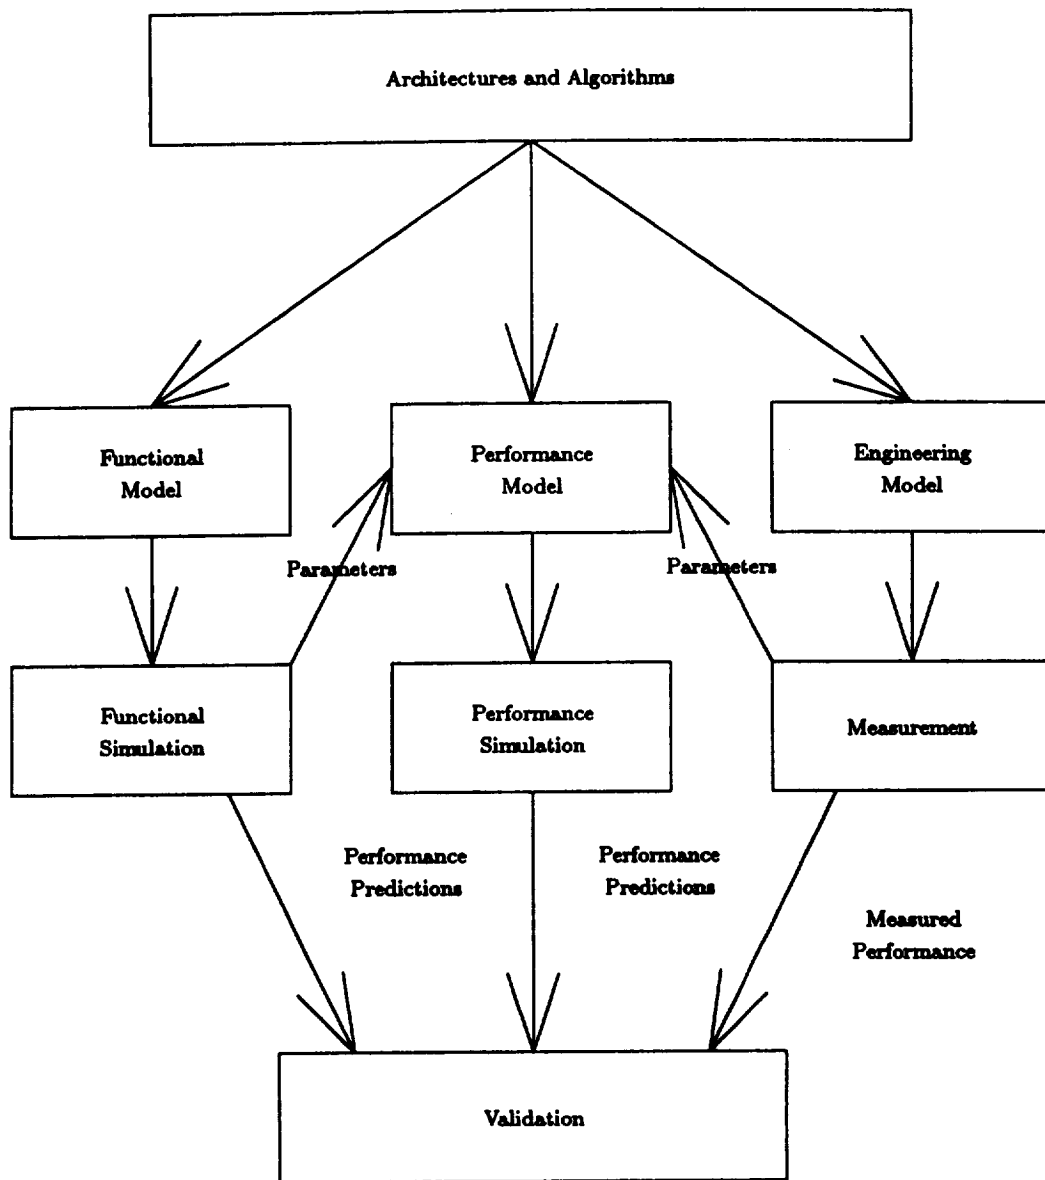 Architectures and Algorithms
Functional
Model
Performance
Model
Engineering
Model
Parameters
Parameters
Functional
Simulation
Performance
Simulation
Measurement
Performance
Predictions
Performance
Predictions
Measured
Performance
Validation